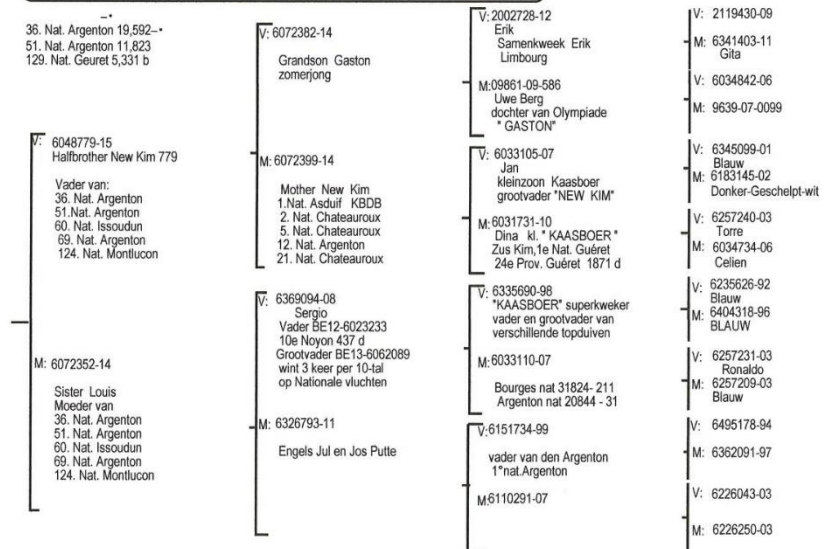 36. Nat. Argenton 19,592
51. Nat. Argenton 11,823
129. Nat. Geuret 5,331 b
V: 6048779-15
Halfbrother New Kim 779
Vader van:
36. Nat. Argenton
51.Nat. Argenton
60. Nat. Issoudun
69. Nat. Argenton
124. Nat. Montlucon
M: 6072352-14
Sister Louis
Moeder van
36. Nat. Argenton
51. Nat. Argenton
60. Nat. Issoudun
69. Nat. Argenton
124. Nat. Montlucon
V: 6072382-14
Grandson Gaston
zomerjong
M: 6072399-14
Mother New Kim
1.Nat. Asduif KBDB
2. Nat. Chateauroux
5. Nat. Chateauroux
12. Nat. Argenton
21. Nat. Chateauroux
V: 6369094-08
Sergio
Vader BE12-6023233
10e Noyon 437 d
Grootvader BE13-6062089
wint 3 keer per 10-tal
op Nationale vluchten
M: 6326793-11
Engels Jul en Jos Putte
V: 2002728-12
Erik
Samenkweek Erik
Limbourg
M:09861-09-586
Uwe Berg
dochter van Olympiade
" GASTON"
V: 6033105-07
Jan
kleinzoon Kaasboer
grootvader "NEW KIM"
M:6031731-10
Dina kl. " KAASBOER "
Zus Kim,1e Nat. Guéret
24e Prov. Guéret 1871 d
V: 6335690-98
"KAASBOER" superkweker
vader en grootvader van
verschillende topduiven
M:6033110-07
Bourges nat 31824- 211
Argenton nat 20844 - 31
V:6151734-99
vader van den Argenton
1°nat.Argenton
M:6110291-07
V: 2119430-09
M: 6341403-11
Gita
V: 6034842-06
M: 9639-07-0099
V: 6345099-01
Blauw
M: 6183145-02
Donker-Geschelpt-wit
V: 6257240-03
Torre
M: 6034734-06
Celien
V: 6235626-92
Blauw
M: 6404318-96
BLAUW
V: 6257231-03
Ronaldo
M: 6257209-03
Blauw
V: 6495178-94
M: 6362091-97
V: 6226043-03
M: 6226250-03